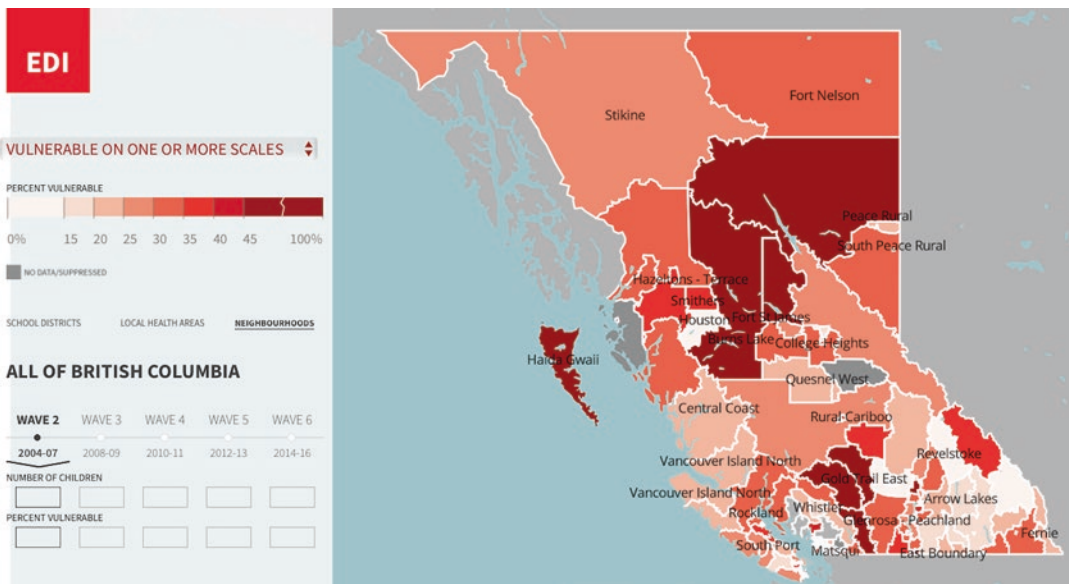 EDI
VULNERABLE ON ONE OR MORE SCALES
PERCENT VULNERABLE
0% 15 20 25 30 35 40 45 100%
NO DATA/SUPPRESSED
SCHOOL DISTRICTS LOCAL HEALTH AREAS NEIGHBOURHOODS
ALL OF BRITISH COLUMBIA
WAVE 2 WAVE 3 WAVE 4 WAVE 5 WAVE 6
2004-07 2008-09 2010-11 2012-13 2014-16
NUMBER OF CHILDREN
PERCENT VULNERABLE
Fort Nelson
Stikine
Peace Rural
South Peace Rural
Hazeltons - Terrace
Smithers
Houston
Fort St James
Burns Lake
College Heights
Haida Gwaii
Quesnel West
Central Coast
Rural Cariboo
Revelstoke
Vancouver Island North
Gold Trail East
Vancouver Island North
Arrow Lakes
Whistler
Rockland
Glenrosa - Peachland
Fernie
South Port
Matsqui
East Boundary